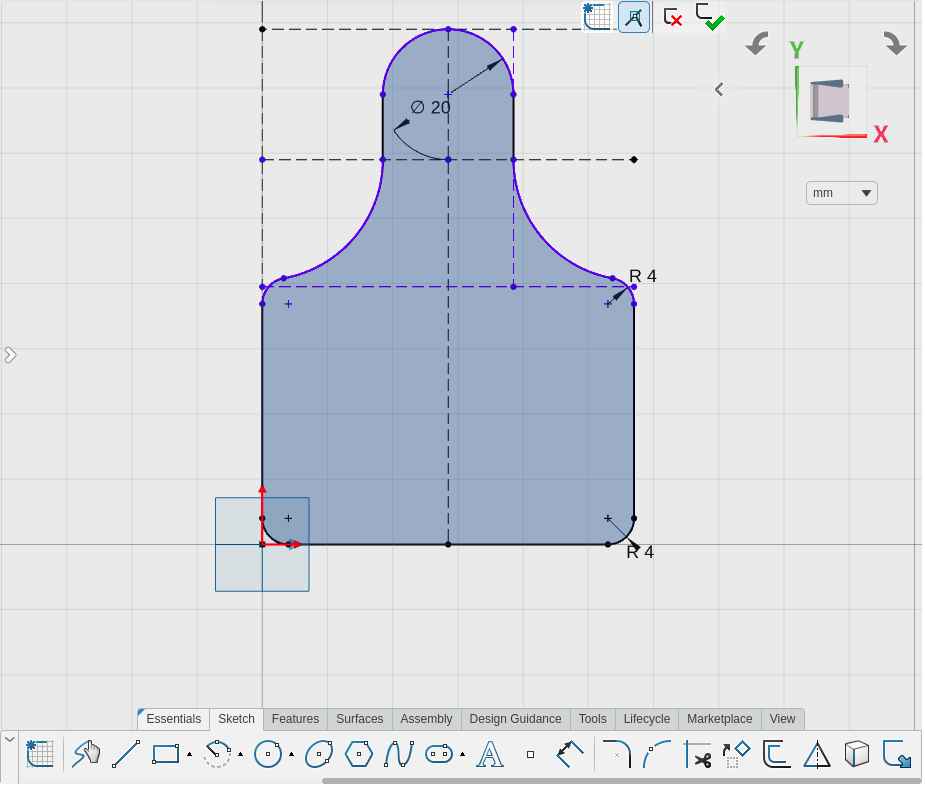 Y
∅ 20
X
mm
R 4
R 4
Essentials Sketch Features Surfaces Assembly Design Guidance Tools Lifecycle Marketplace View
A